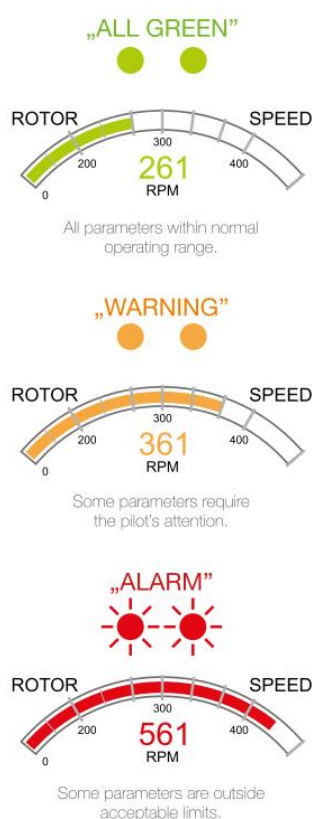 „ALL GREEN”
ROTOR SPEED
0 200 300 400
261
RPM
All parameters within normal
operating range.
„WARNING”
ROTOR SPEED
0 200 300 400
361
RPM
Some parameters require
the pilot's attention.
„ALARM”
ROTOR SPEED
0 200 300 400
561
RPM
Some parameters are outside
acceptable limits.